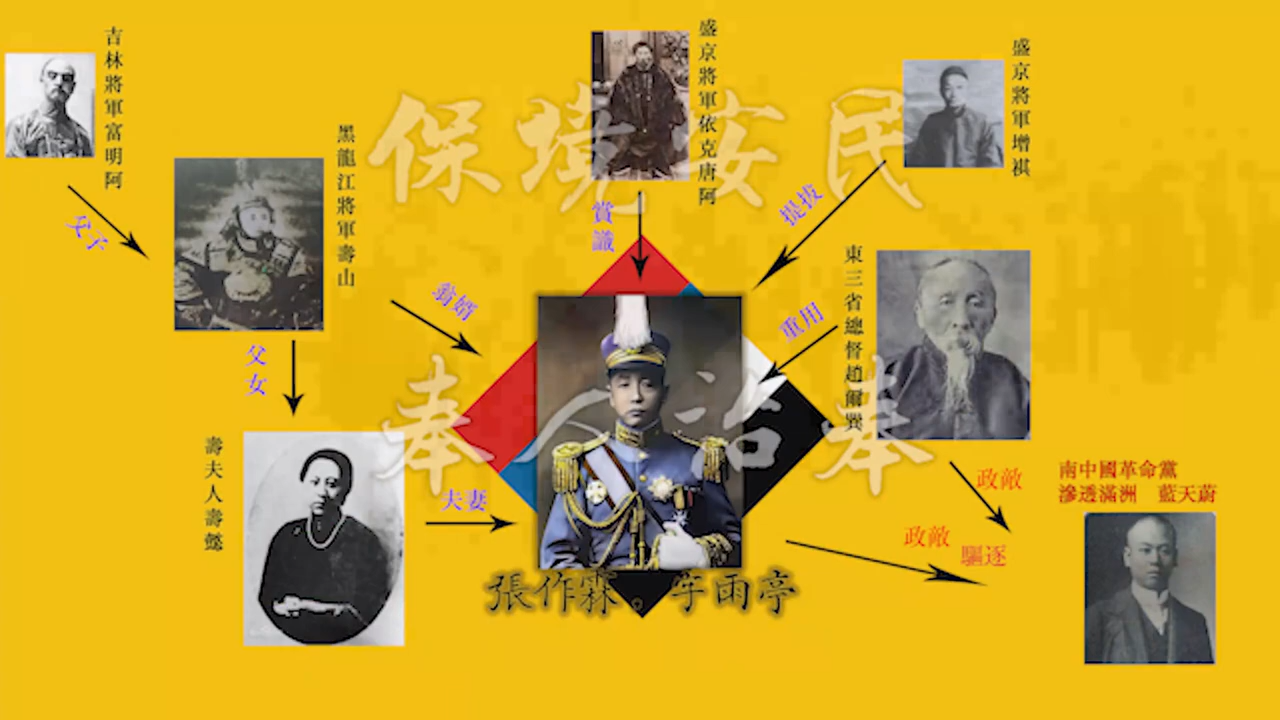 吉林將軍富明阿
盛京將軍依克唐阿
盛京將軍增祺
黑龍江將軍壽山
保境安民
父子
賞識
提拔
東三省總督趙爾巽
翁婿
重用
父女
奉人治奉
壽夫人壽懿
夫妻
政敵
南中國革命黨
滲透滿洲 藍天蔚
政敵
驅逐
張作霖。字雨亭